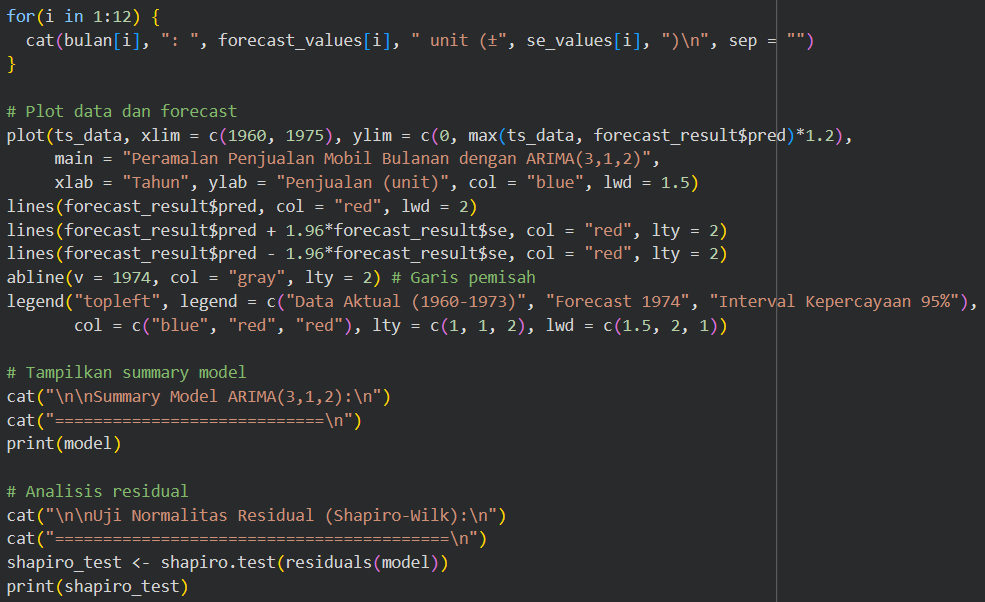 for(i in 1:12) {
  cat(bulan[i], ": ", forecast_values[i], " unit (±", se_values[i], ")\n", sep = "")
}

# Plot data dan forecast
plot(ts_data, xlim = c(1960, 1975), ylim = c(0, max(ts_data, forecast_result$pred)*1.2),
     main = "Peramalan Penjualan Mobil Bulanan dengan ARIMA(3,1,2)",
     xlab = "Tahun", ylab = "Penjualan (unit)", col = "blue", lwd = 1.5)
lines(forecast_result$pred, col = "red", lwd = 2)
lines(forecast_result$pred + 1.96*forecast_result$se, col = "red", lty = 2)
lines(forecast_result$pred - 1.96*forecast_result$se, col = "red", lty = 2)
abline(v = 1974, col = "gray", lty = 2) # Garis pemisah
legend("topleft", legend = c("Data Aktual (1960-1973)", "Forecast 1974", "Interval Kepercayaan 95%"),
       col = c("blue", "red", "red"), lty = c(1, 1, 2), lwd = c(1.5, 2, 1))

# Tampilkan summary model
cat("\n\nSummary Model ARIMA(3,1,2):\n")
cat("============================\n")
print(model)

# Analisis residual
cat("\n\nUji Normalitas Residual (Shapiro-Wilk):\n")
cat("=========================================\n")
shapiro_test <- shapiro.test(residuals(model))
print(shapiro_test)